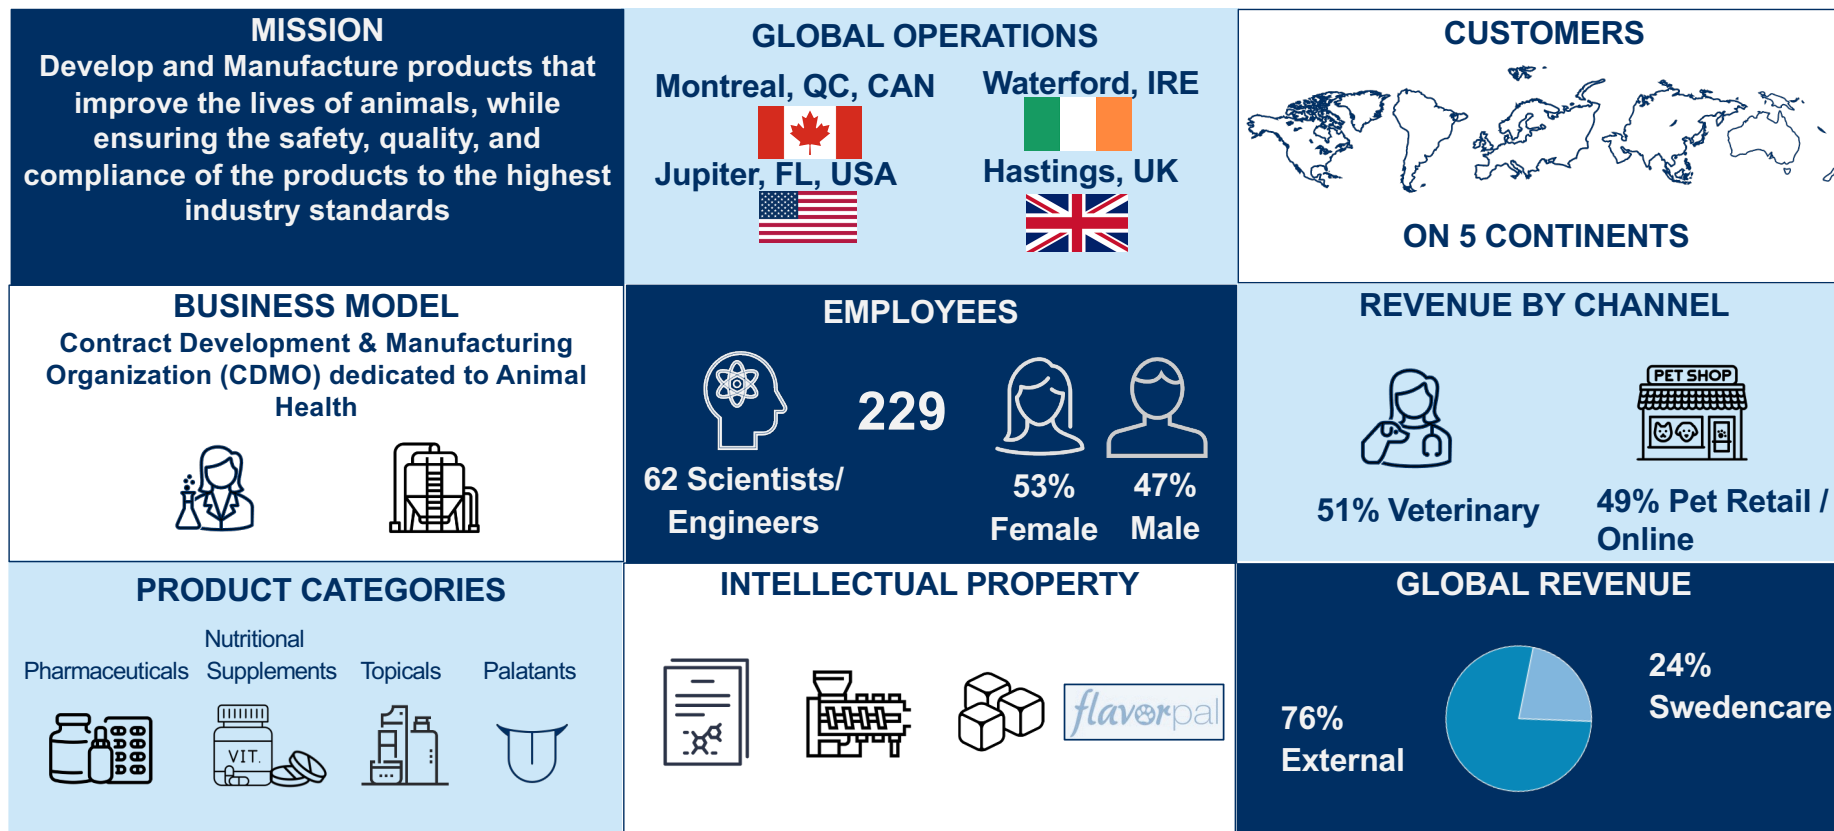 MISSION
Develop and Manufacture products that
improve the lives of animals, while
ensuring the safety, quality, and
compliance of the products to the highest
industry standards
GLOBAL OPERATIONS
Montreal, QC, CAN
Waterford, IRE
Jupiter, FL, USA
Hastings, UK
CUSTOMERS
ON 5 CONTINENTS
BUSINESS MODEL
Contract Development & Manufacturing
Organization (CDMO) dedicated to Animal
Health
EMPLOYEES
229
62 Scientists/
Engineers
53%
Female
47%
Male
REVENUE BY CHANNEL
PET SHOP
51% Veterinary
49% Pet Retail /
Online
PRODUCT CATEGORIES
Pharmaceuticals
Nutritional
Supplements
Topicals
Palatants
VIT.
INTELLECTUAL PROPERTY
flavorpal
GLOBAL REVENUE
76%
External
24%
Swedencare